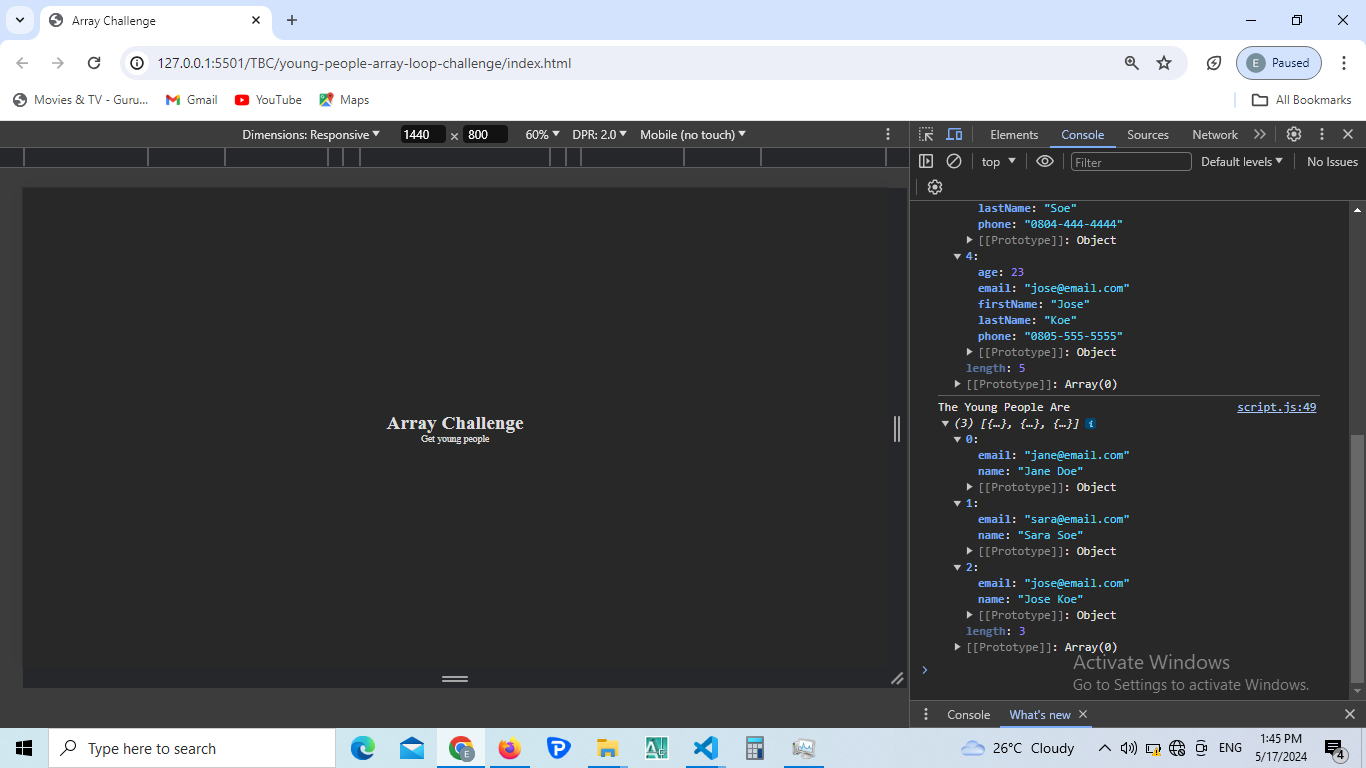 Array Challenge
127.0.0.1:5501/TBC/young-people-array-loop-challenge/index.html
E Paused
Movies & TV - Guru...
Gmail
YouTube
Maps
All Bookmarks
Dimensions: Responsive 1440 x 800 60% DPR: 2.0 Mobile (no touch)
Elements Console Sources Network
top Filter Default levels No Issues
Array Challenge
Get young people
lastName: "Soe"
phone: "0804-444-4444"
[[Prototype]]: Object
4:
age: 23
email: "jose@email.com"
firstName: "Jose"
lastName: "Koe"
phone: "0805-555-5555"
[[Prototype]]: Object
length: 5
[[Prototype]]: Array(0)
The Young People Are script.js:49
(3) [{…}, {…}, {…}] i
0:
email: "jane@email.com"
name: "Jane Doe"
[[Prototype]]: Object
1:
email: "sara@email.com"
name: "Sara Soe"
[[Prototype]]: Object
2:
email: "jose@email.com"
name: "Jose Koe"
[[Prototype]]: Object
length: 3
[[Prototype]]: Array(0)
Activate Windows
Go to Settings to activate Windows.
Console What's new
Type here to search
26°C Cloudy
ENG
1:45 PM
5/17/2024
4